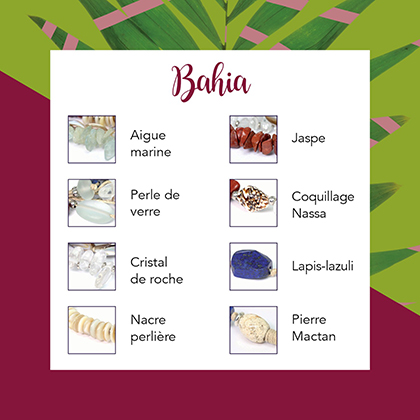 Bahia
Aigue
marine
Perle de
verre
Cristal
de roche
Nacre
perlière
Jaspe
Coquillage
Nassa
Lapis-lazuli
Pierre
Mactan